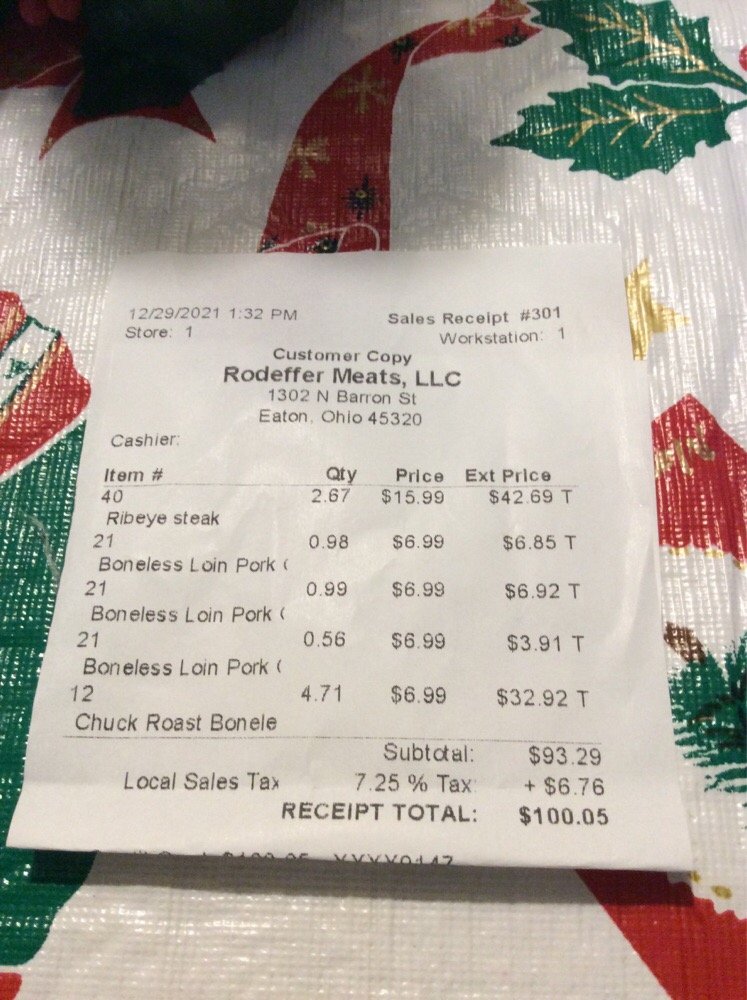 12/29/2021 1:32 PM Sales Receipt #301
Store: 1 Workstation: 1
Customer Copy
Rodeffer Meats, LLC
1302 N Barron St
Eaton, Ohio 45320
Cashier:
Item # Qty Price Ext Price
40 2.67 $15.99 $42.69 T
Ribeye steak
21 0.98 $6.99 $6.85 T
Boneless Loin Pork
21 0.99 $6.99 $6.92 T
Boneless Loin Pork
21 0.56 $6.99 $3.91 T
Boneless Loin Pork
12 4.71 $6.99 $32.92 T
Chuck Roast Bonele
Subtotal: $93.29
Local Sales Tax 7.25 % Tax: + $6.76
RECEIPT TOTAL: $100.05